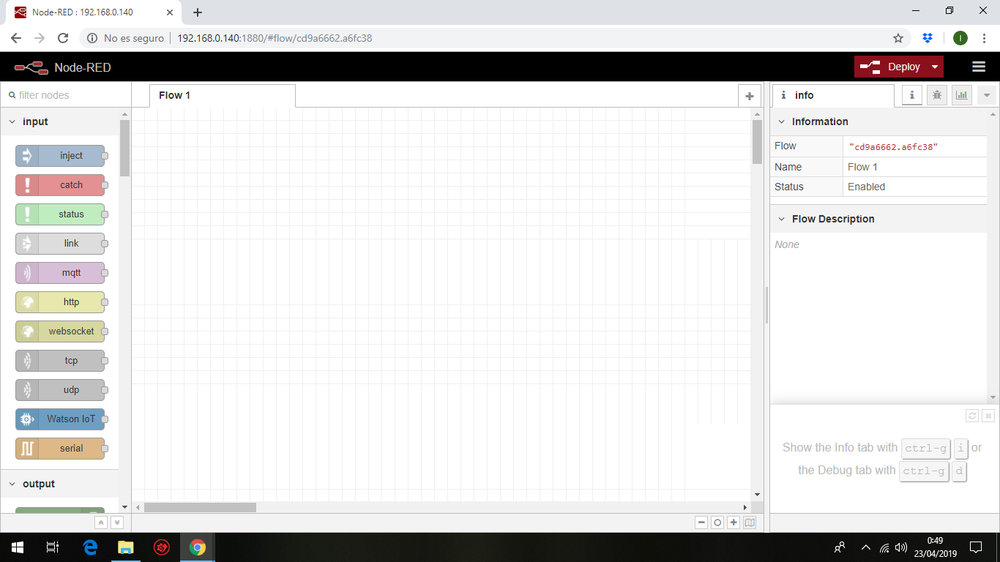 Node-RED : 192.168.0.140
No es seguro 192.168.0.140:1880/#flow/cd9a6662.a6fc38
I
Node-RED
Deploy
filter nodes
Flow 1
info
input
inject
catch
status
link
mqtt
http
websocket
tcp
udp
Watson IoT
serial
output
Information
Flow "cd9a6662.a6fc38"
Name Flow 1
Status Enabled
Flow Description
None
Show the Info tab with ctrl-g i or
the Debug tab with ctrl-g d
0:49
23/04/2019